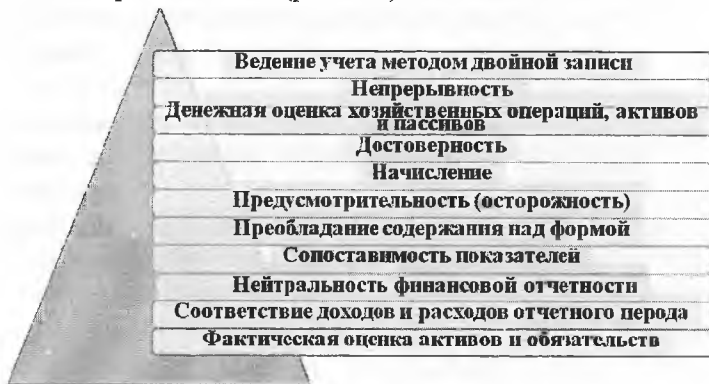 Ведение учета методом двойной записи
Непрерывность
Денежная оценка хозяйственных операций, активов
и пассивов
Достоверность
Начисление
Предусмотрительность (осторожность)
Преобладание содержания над формой
Сопоставимость показателей
Нейтральность финансовой отчетности
Соответствие доходов и расходов отчетного перода
Фактическая оценка активов и обязательств